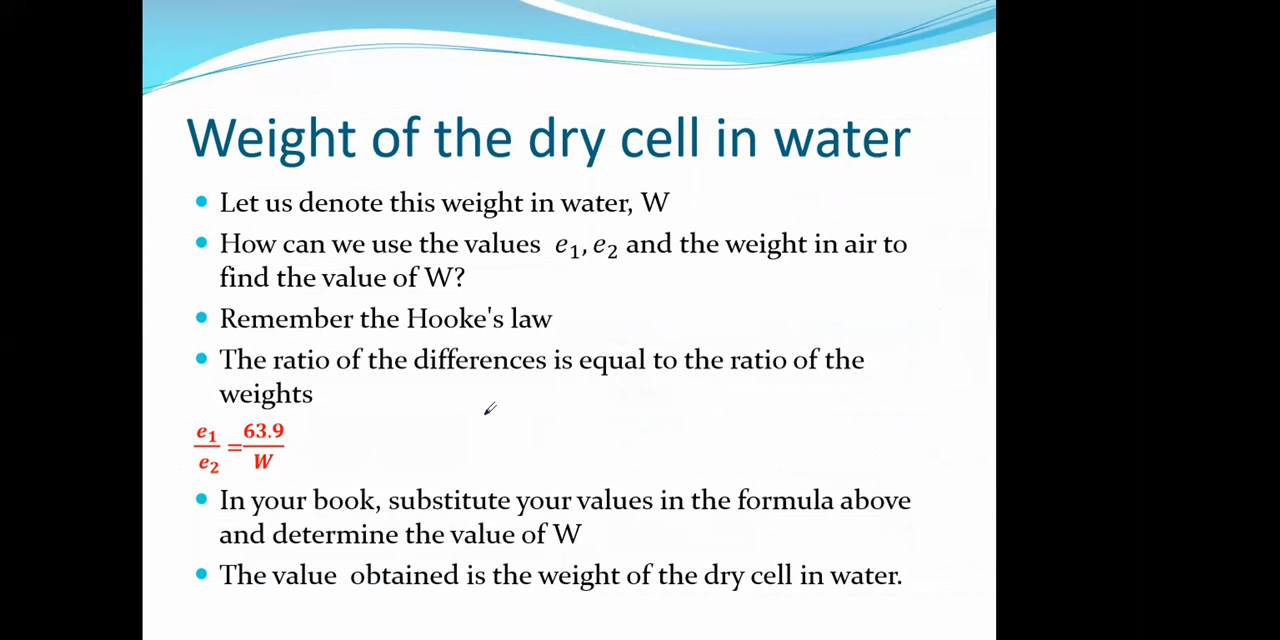 Weight of the dry cell in water
• Let us denote this weight in water, W
• How can we use the values e₁, e₂ and the weight in air to
find the value of W?
• Remember the Hooke's law
• The ratio of the differences is equal to the ratio of the
weights
e₁/e₂ = 63.9/W
• In your book, substitute your values in the formula above
and determine the value of W
• The value obtained is the weight of the dry cell in water.